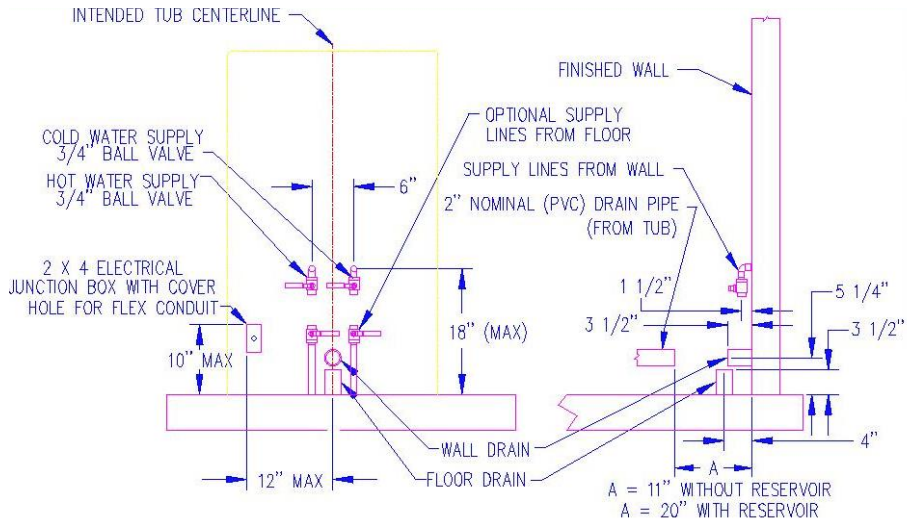 INTENDED TUB CENTERLINE
FINISHED WALL
OPTIONAL SUPPLY
LINES FROM FLOOR
COLD WATER SUPPLY
3/4" BALL VALVE
HOT WATER SUPPLY
3/4" BALL VALVE
6"
SUPPLY LINES FROM WALL
2" NOMINAL (PVC) DRAIN PIPE
(FROM TUB)
2 X 4 ELECTRICAL
JUNCTION BOX WITH COVER
HOLE FOR FLEX CONDUIT
1 1/2"
5 1/4"
3 1/2"
3 1/2"
18" (MAX)
10" MAX
WALL DRAIN
4"
FLOOR DRAIN
12" MAX
A
A = 11" WITHOUT RESERVOIR
A = 20" WITH RESERVOIR